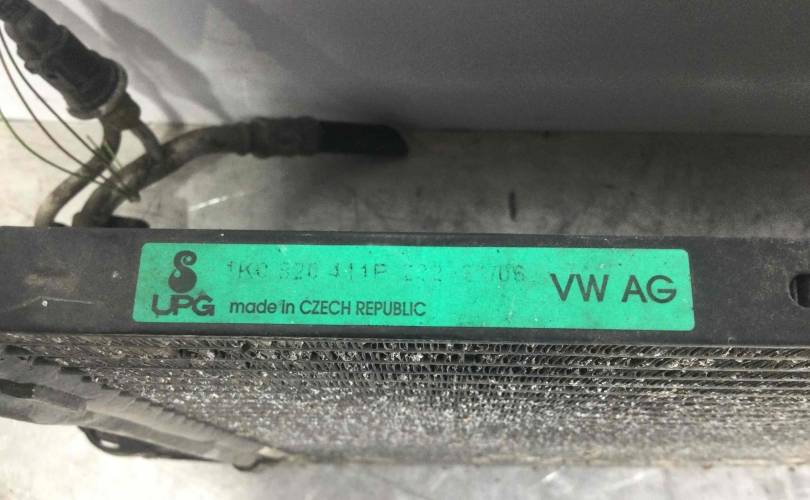 1K0 820 411P
UPG made in CZECH REPUBLIC
VW AG